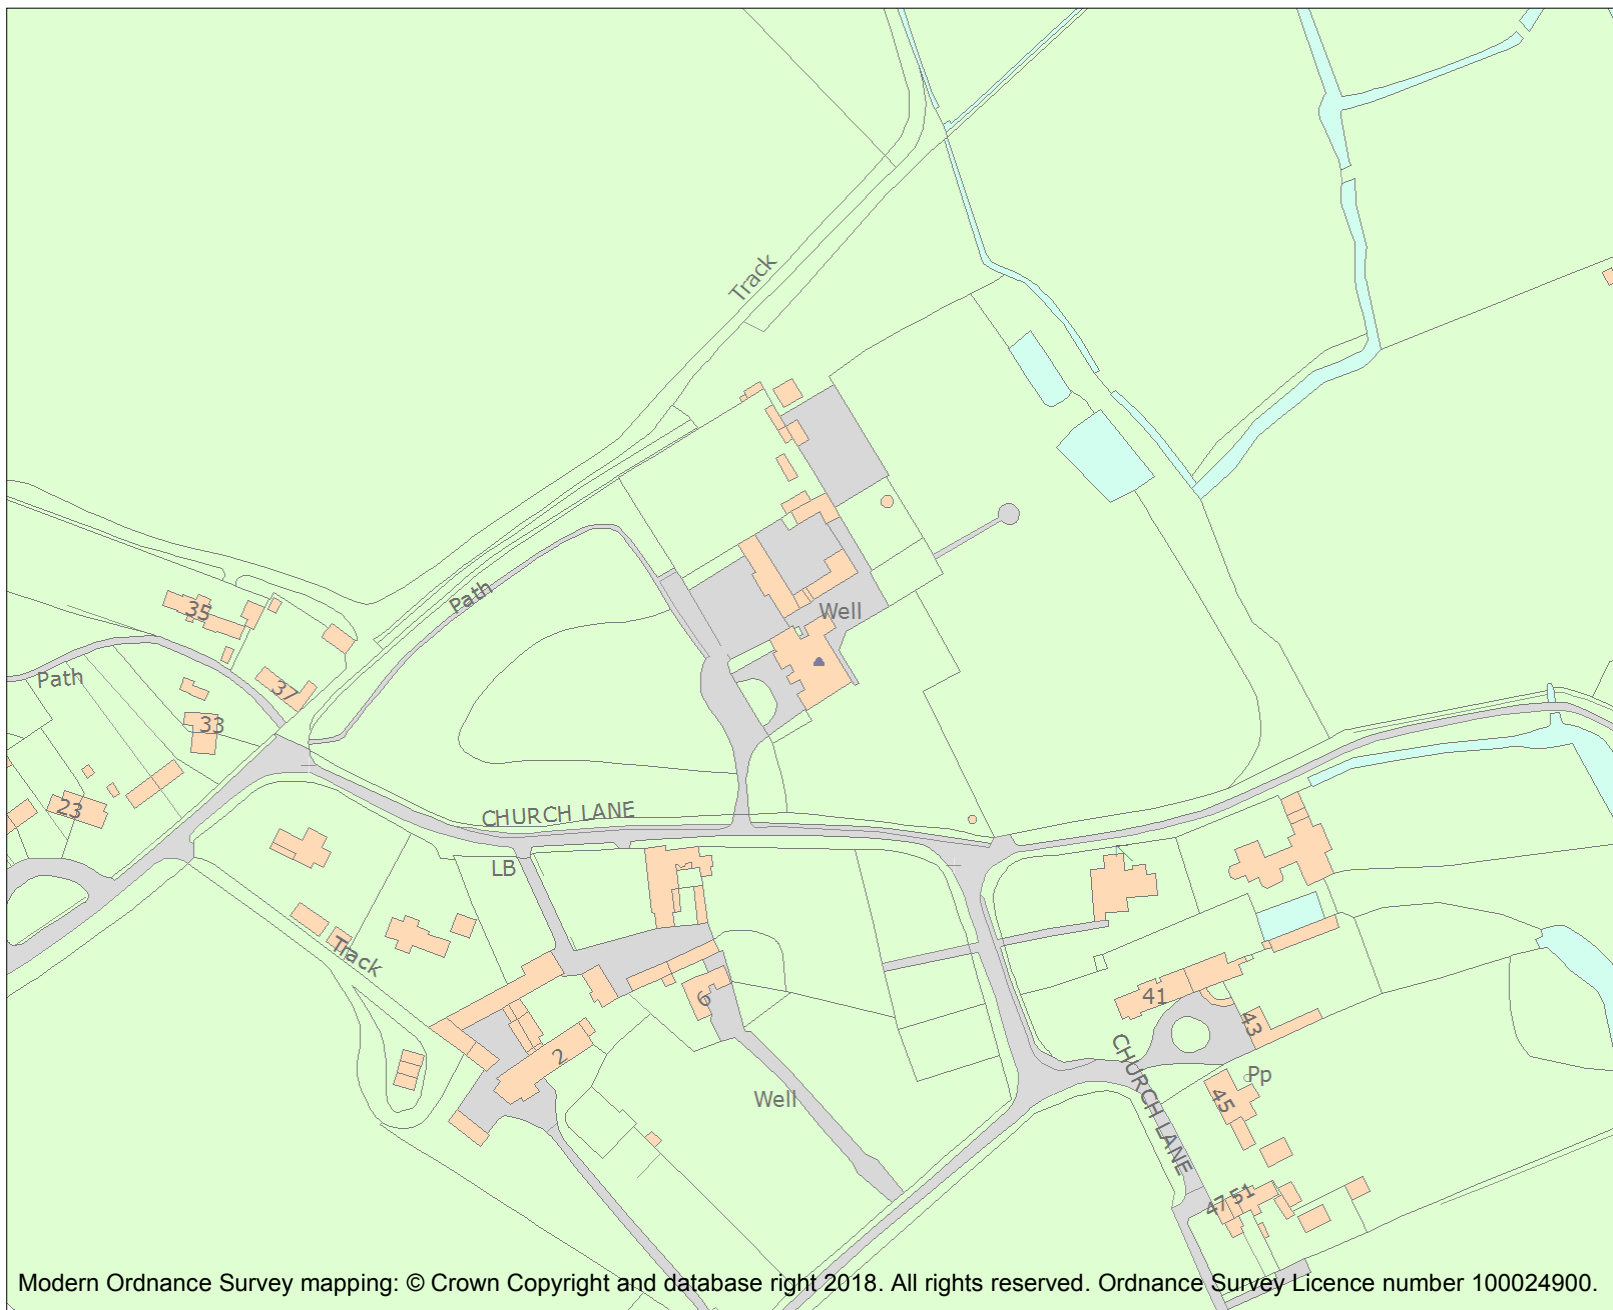 Track
Path
35
Well
Path
37
33
23
CHURCH LANE
LB
Track
41
6
43
2
CHURCH LANE
Pp
Well
45
47 51
Modern Ordnance Survey mapping: © Crown Copyright and database right 2018. All rights reserved. Ordnance Survey Licence number 100024900.